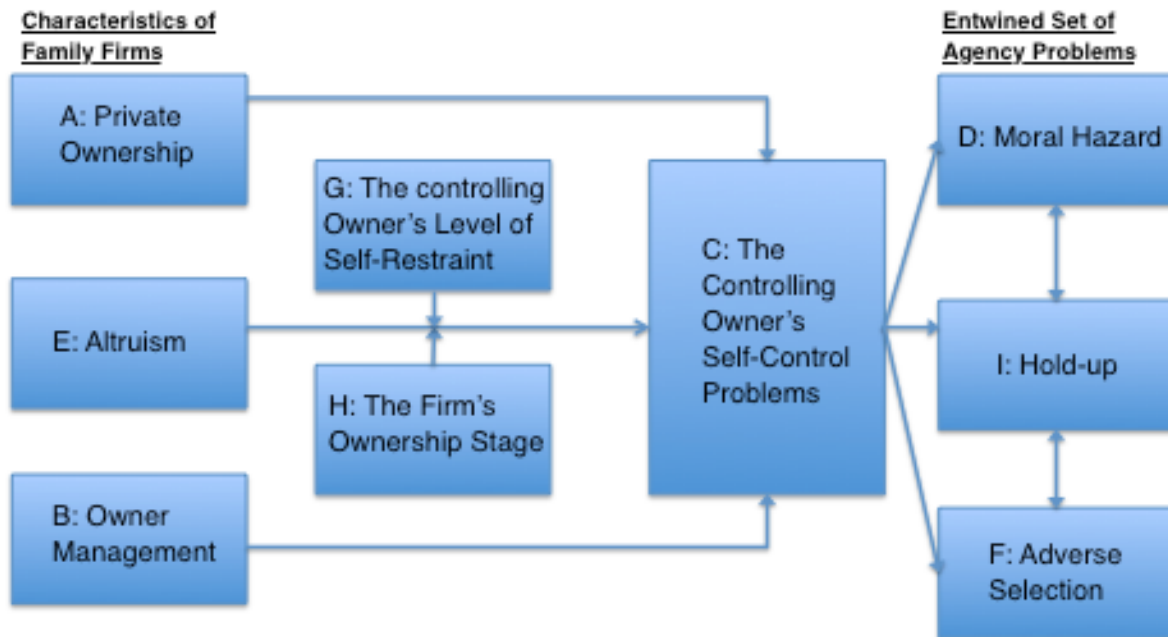 Characteristics of
Family Firms
Entwined Set of
Agency Problems
A: Private
Ownership
D: Moral Hazard
G: The controlling
Owner's Level of
Self-Restraint
C: The
Controlling
Owner's
Self-Control
Problems
E: Altruism
I: Hold-up
H: The Firm's
Ownership Stage
B: Owner
Management
F: Adverse
Selection